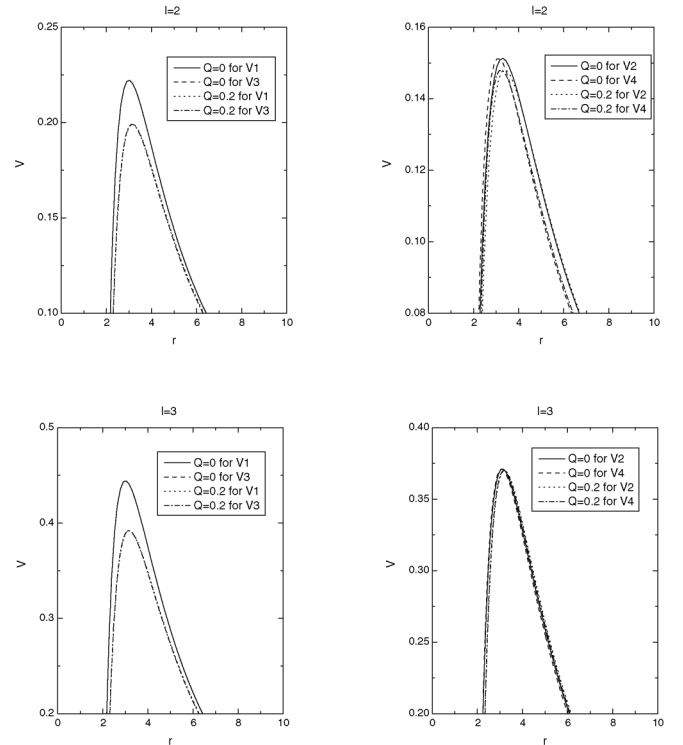 l=2
V
0.25
0.20
0.15
0.10
Q=0 for V1
Q=0 for V3
Q=0.2 for V1
Q=0.2 for V3
0 2 4 6 8 10
r
l=2
V
0.16
0.14
0.12
0.10
0.08
Q=0 for V2
Q=0 for V4
Q=0.2 for V2
Q=0.2 for V4
0 2 4 6 8 10
r
l=3
V
0.5
0.4
0.3
0.2
Q=0 for V1
Q=0 for V3
Q=0.2 for V1
Q=0.2 for V3
0 2 4 6 8 10
r
l=3
V
0.40
0.35
0.30
0.25
0.20
Q=0 for V2
Q=0 for V4
Q=0.2 for V2
Q=0.2 for V4
0 2 4 6 8 10
r